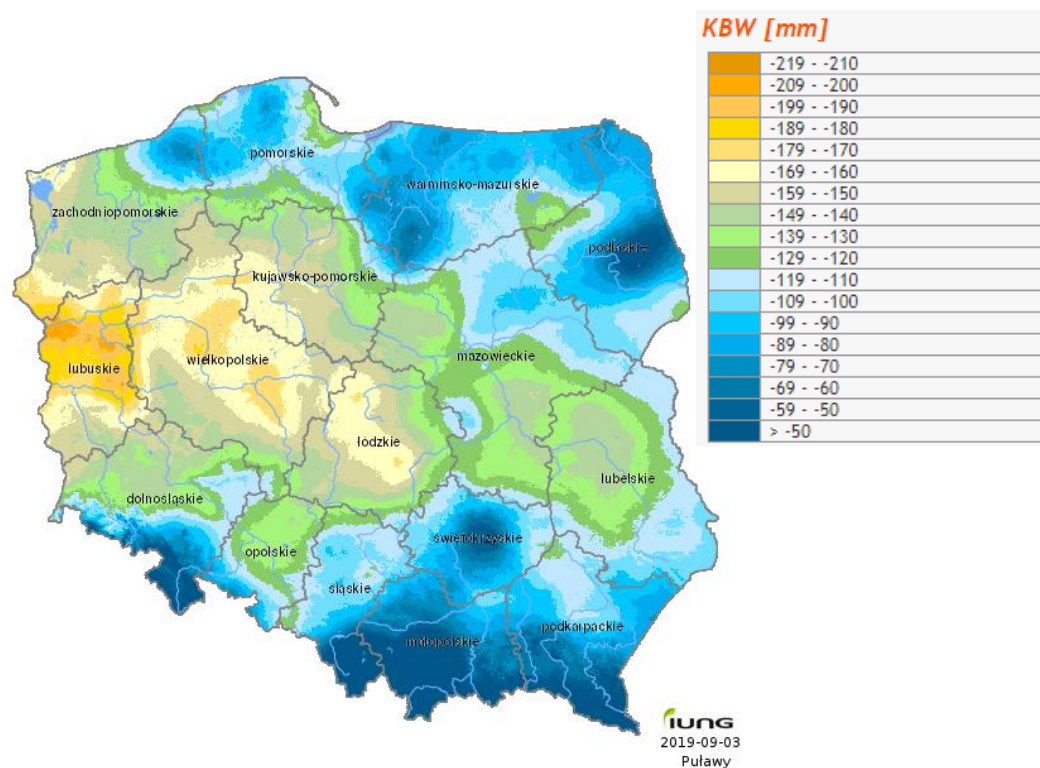 KBW [mm]
-219 - -210
-209 - -200
-199 - -190
-189 - -180
-179 - -170
-169 - -160
-159 - -150
-149 - -140
-139 - -130
-129 - -120
-119 - -110
-109 - -100
-99 - -90
-89 - -80
-79 - -70
-69 - -60
-59 - -50
> -50
pomorskie
warmińsko-mazurskie
zachodniopomorskie
podlaskie
kujawsko-pomorskie
mazowieckie
wielkopolskie
lubuskie
łódzkie
lubelskie
dolnośląskie
świętokrzyskie
opolskie
śląskie
podkarpackie
małopolskie
IUNG
2019-09-03
Puławy